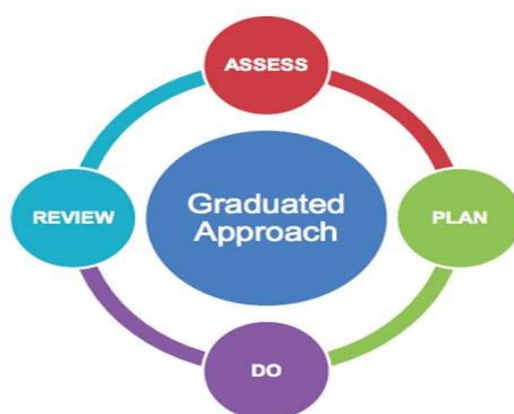 ASSESS
REVIEW
Graduated
Approach
PLAN
DO